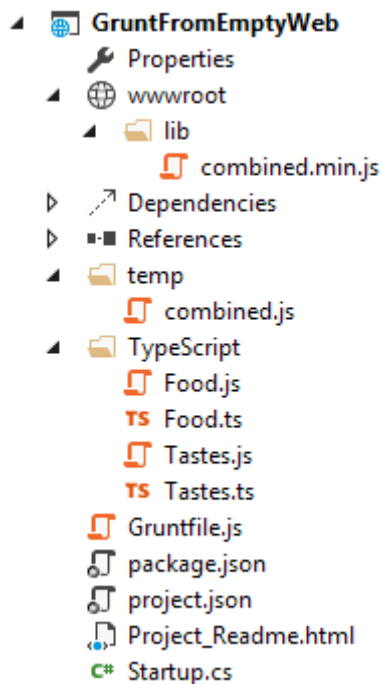 GruntFromEmptyWeb
Properties
wwwroot
lib
combined.min.js
Dependencies
References
temp
combined.js
TypeScript
Food.js
TS Food.ts
Tastes.js
TS Tastes.ts
Gruntfile.js
package.json
project.json
Project_Readme.html
C# Startup.cs